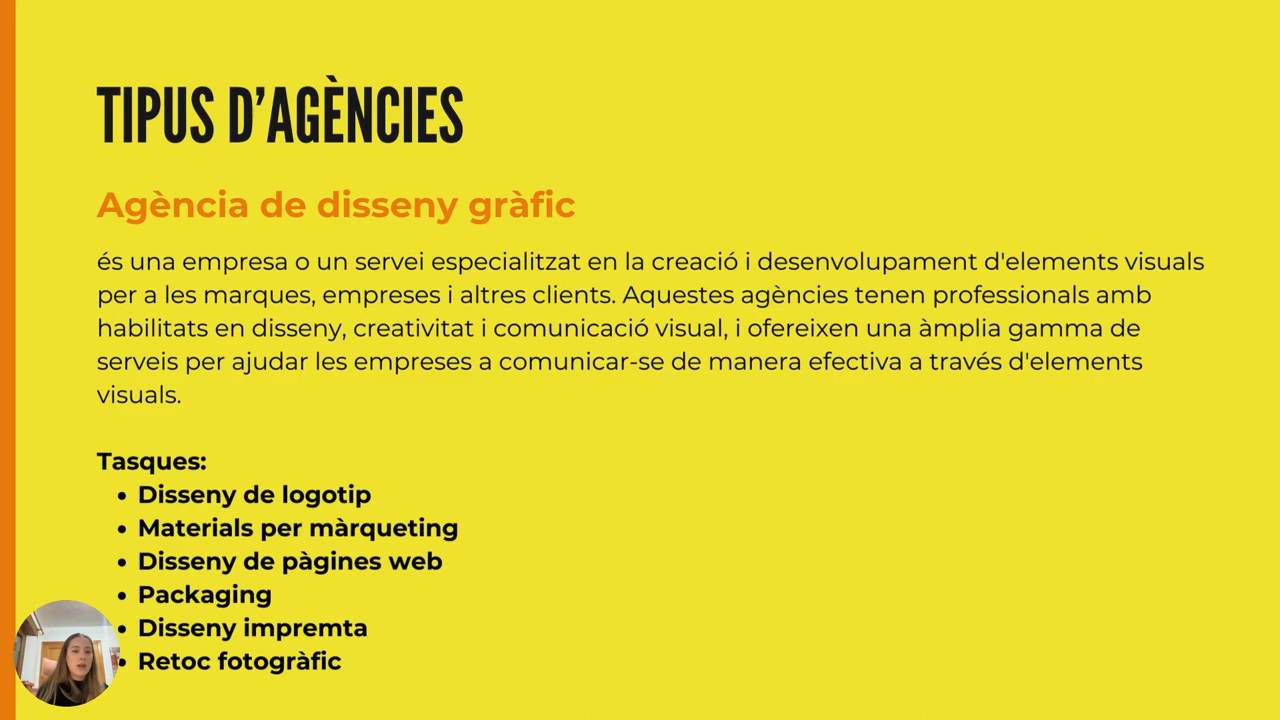 TIPUS D’AGÈNCIES
Agència de disseny gràfic
és una empresa o un servei especialitzat en la creació i desenvolupament d'elements visuals
per a les marques, empreses i altres clients. Aquestes agències tenen professionals amb
habilitats en disseny, creativitat i comunicació visual, i ofereixen una àmplia gamma de
serveis per ajudar les empreses a comunicar-se de manera efectiva a través d'elements
visuals.
Tasques:
• Disseny de logotip
• Materials per màrqueting
• Disseny de pàgines web
• Packaging
• Disseny impremta
• Retoc fotogràfic